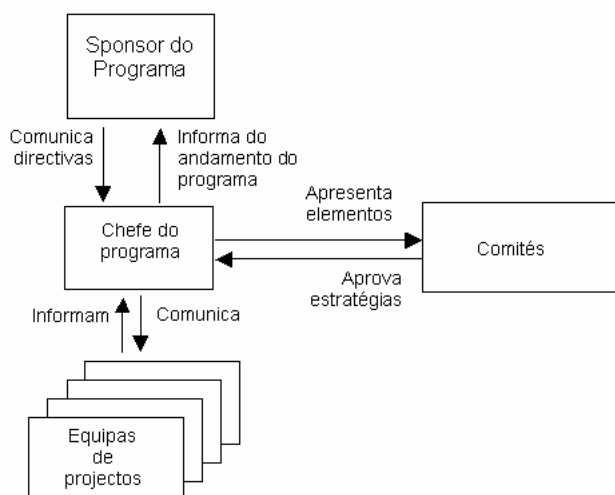 Sponsor do
Programa
Comunica
directivas
Informa do
andamento do
programa
Chefe do
programa
Apresenta
elementos
Aprova
estratégias
Comités
Informam
Comunica
Equipas
de
projectos